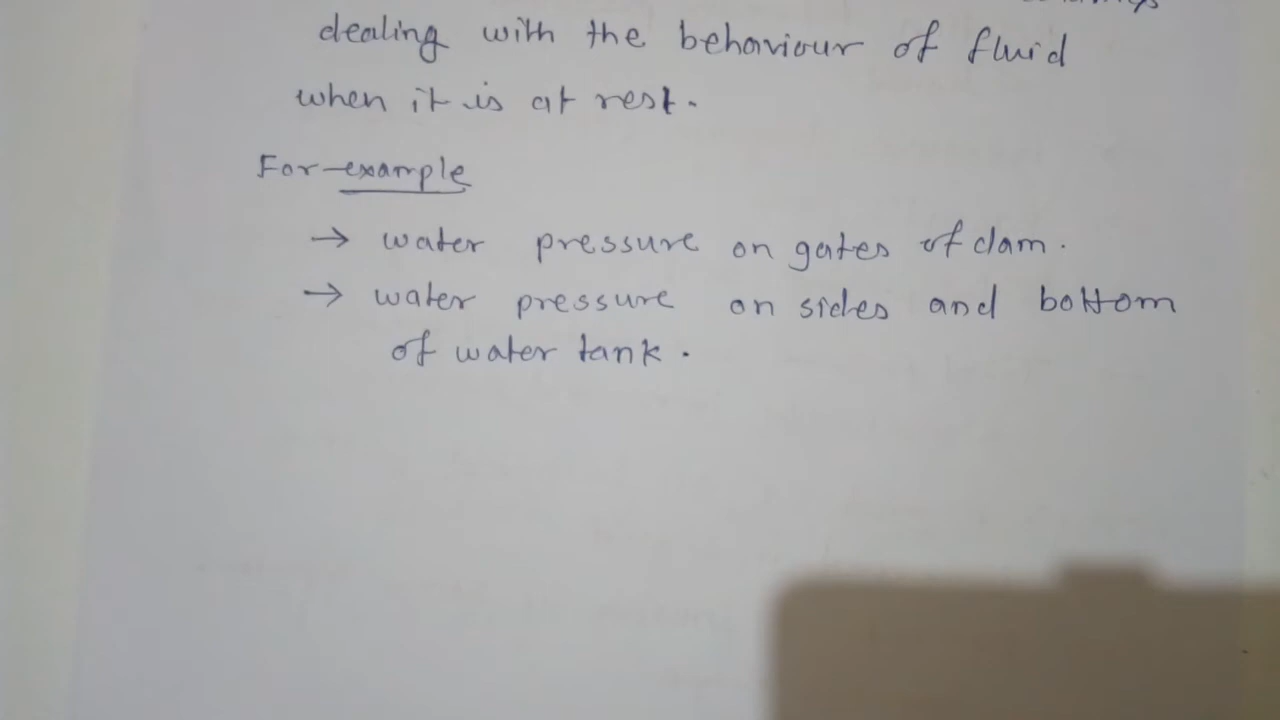 dealing with the behaviour of fluid
when it is at rest.
For-example
→ water pressure on gates of dam.
→ water pressure on sides and bottom
of water tank.